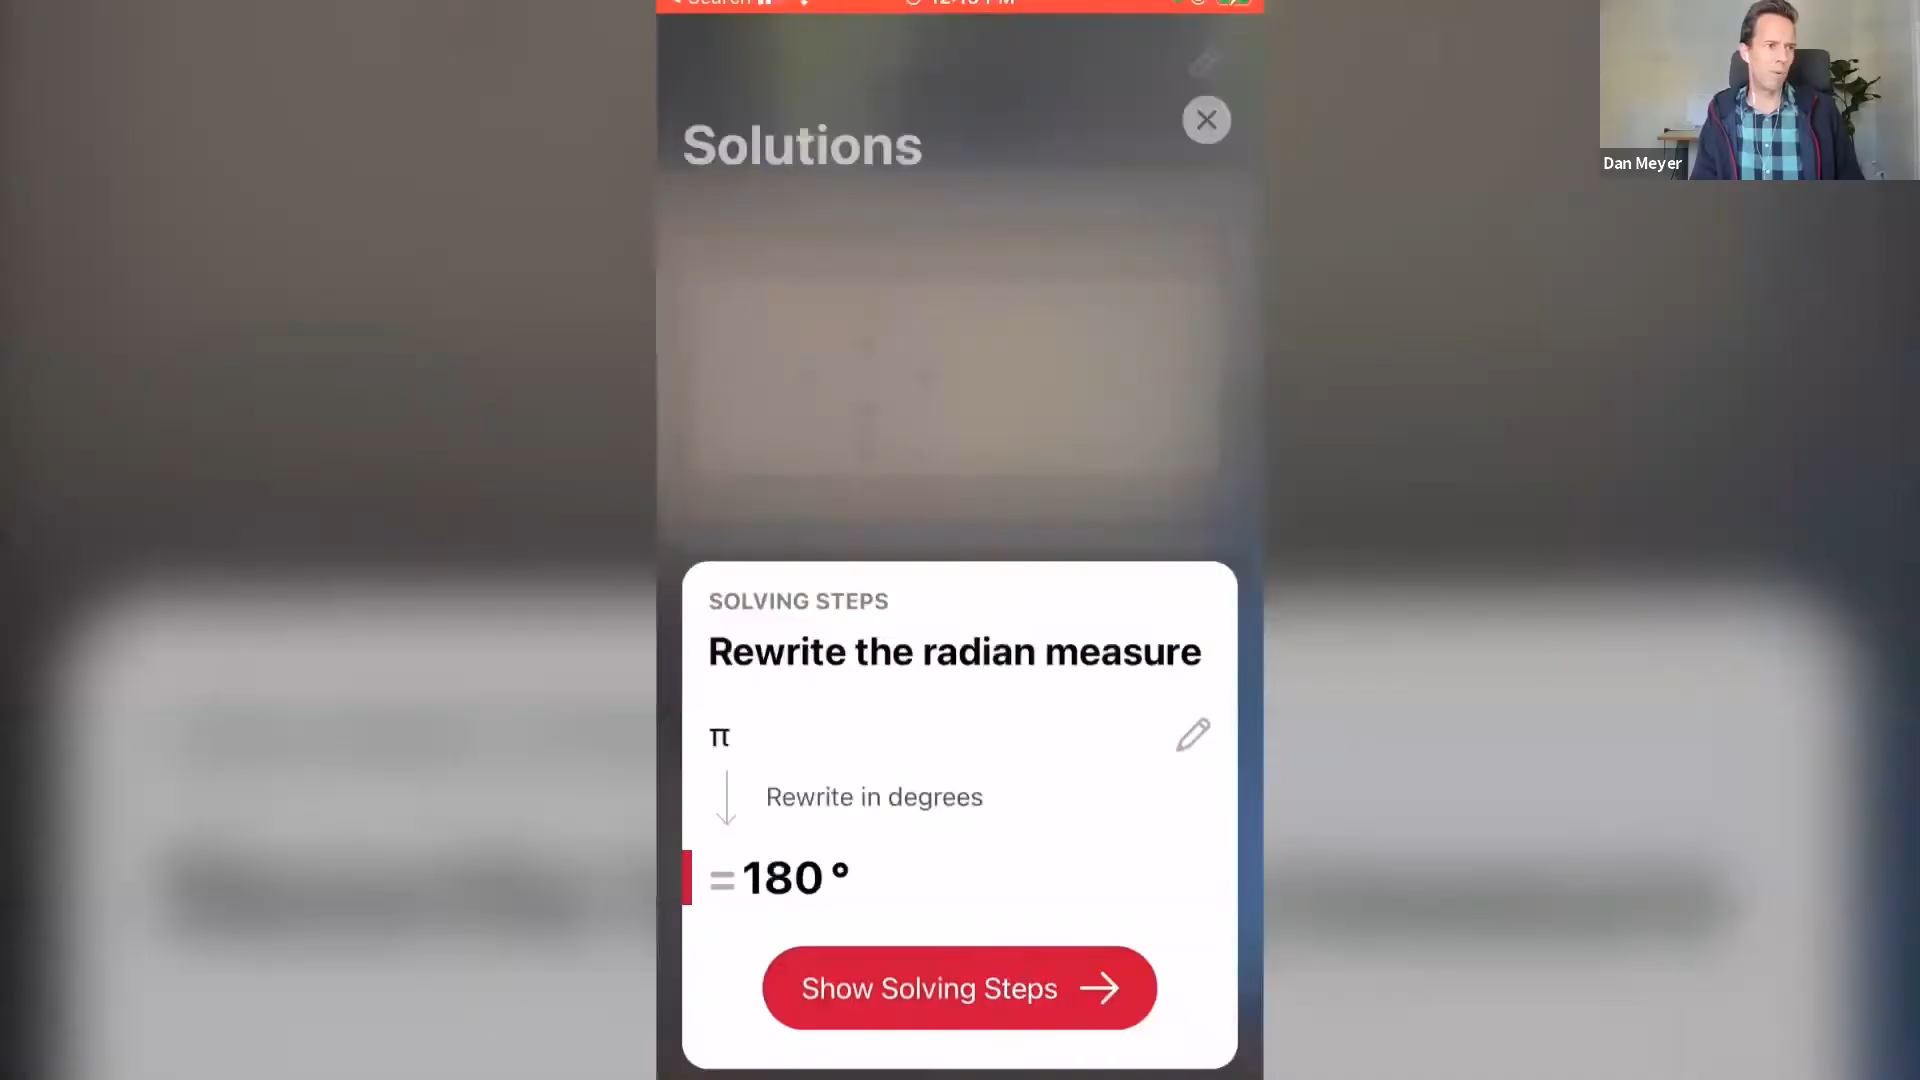 Solutions
Dan Meyer
SOLVING STEPS
Rewrite the radian measure
π
Rewrite in degrees
=180°
Show Solving Steps